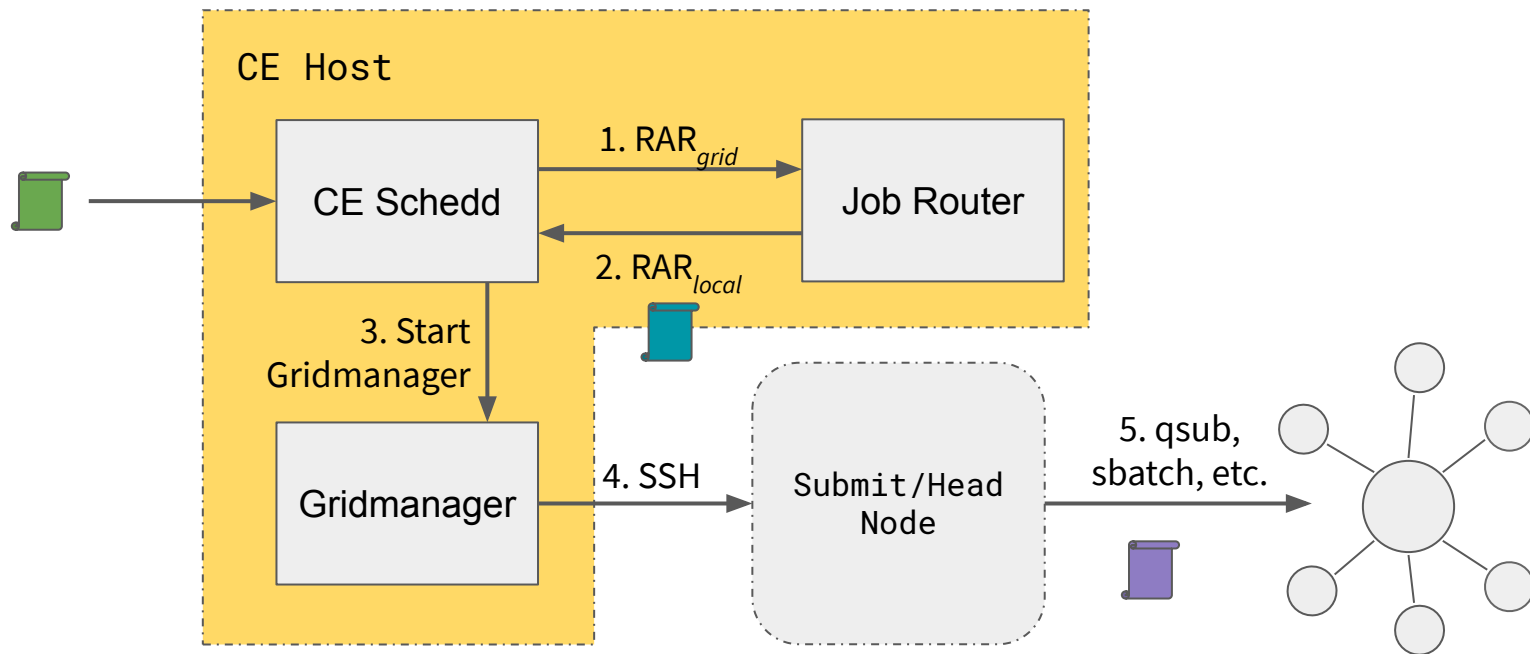 CE Host
1. RARgrid
CE Schedd
Job Router
2. RARlocal
3. Start
Gridmanager
Gridmanager
4. SSH
Submit/Head
Node
5. qsub,
sbatch, etc.